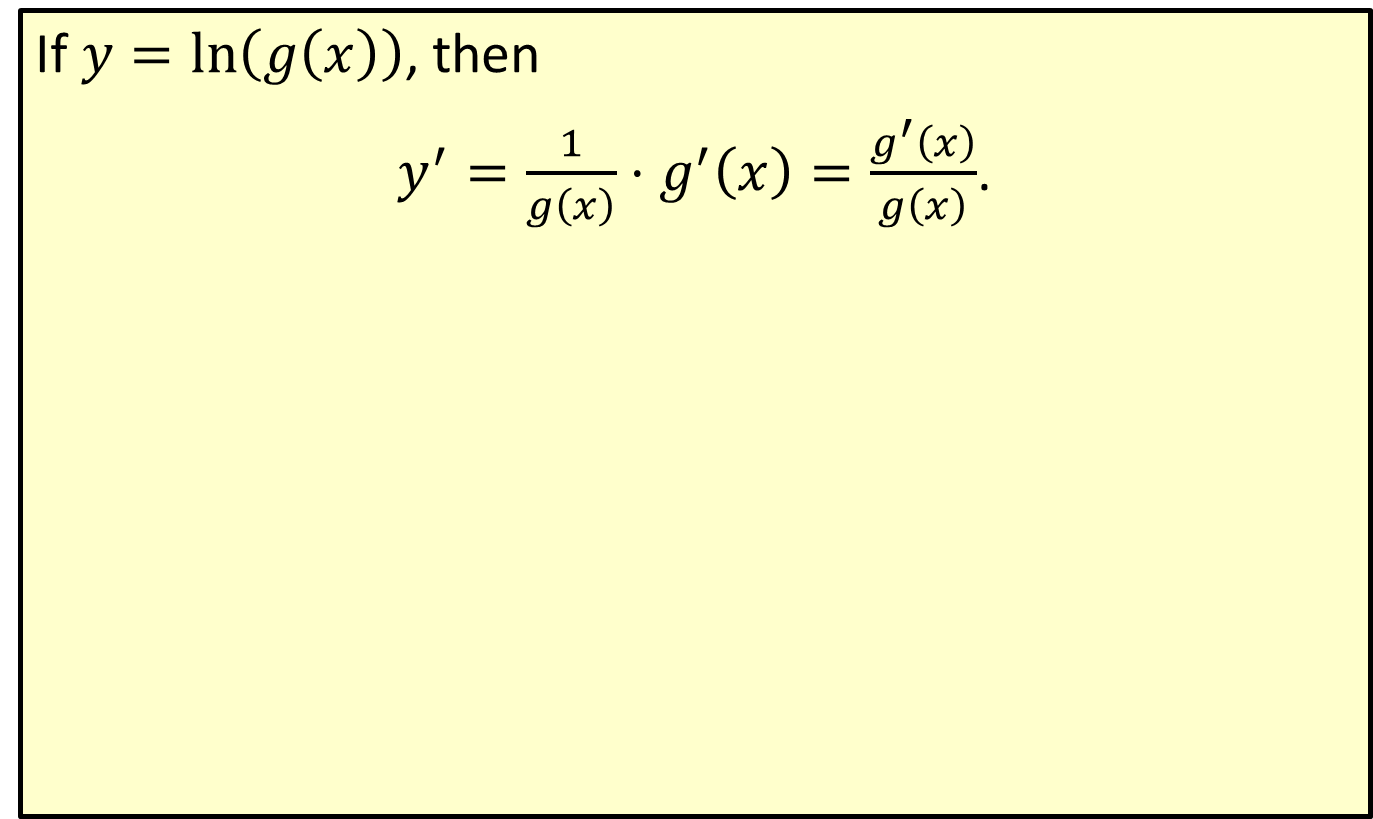 If y = ln(g(x)), then
y′ = 1/g(x) · g′(x) = g′(x)/g(x).